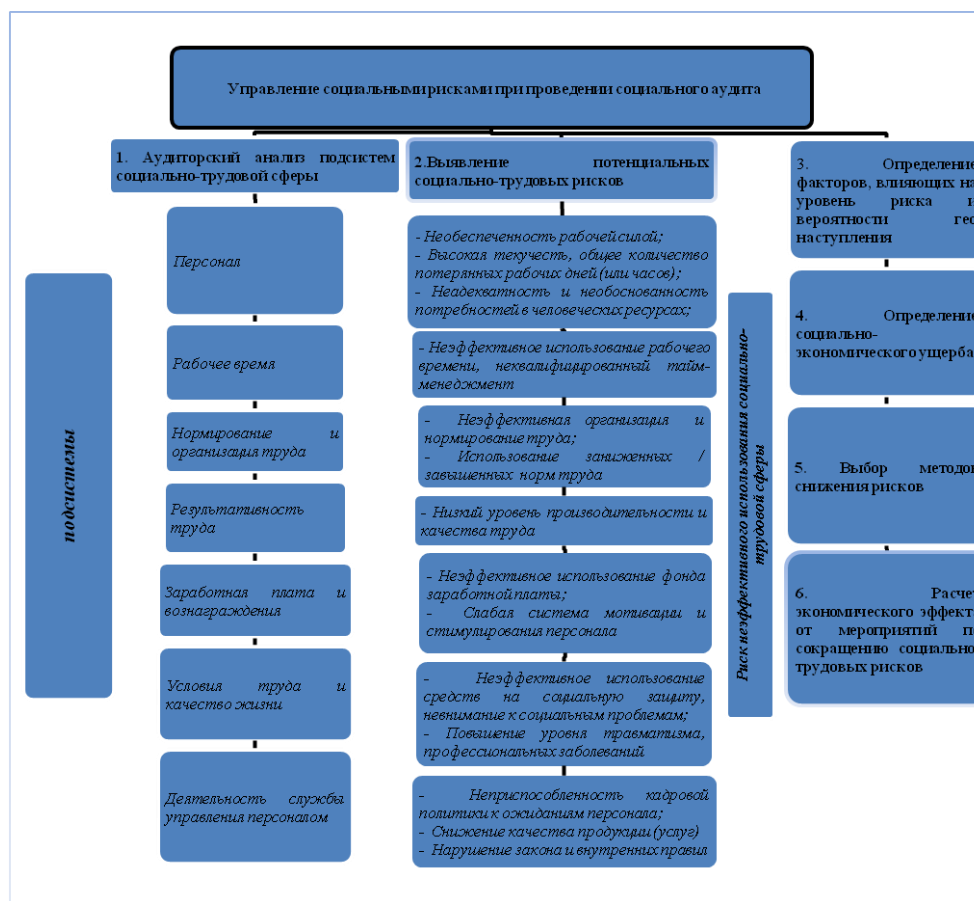 Управление социальными рисками при проведении социального аудита
1. Аудиторский анализ подсистем
социально-трудовой сферы
2.Выявление потенциальных
социально-трудовых рисков
3. Определение
факторов, влияющих на
уровень риска и
вероятности гес
наступления
подсистемы
Персонал
Рабочее время
Нормирование и
организация труда
Результативность
труда
Заработная плата и
вознаграждения
Условия труда и
качество жизни
Деятельность службы
управления персоналом
- Необеспеченность рабочей силой;
- Высокая текучесть, общее количество
потерянных рабочих дней (или часов);
- Неадекватность и необоснованность
потребностей в человеческих ресурсах;
- Неэффективное использование рабочего
времени, неквалифицированный тайм-
менеджмент
- Неэффективная организация и
нормирование труда;
- Использование заниженных /
завышенных норм труда
- Низкий уровень производительности и
качества труда
- Неэффективное использование фонда
заработной платы;
- Слабая система мотивации и
стимулирования персонала
- Неэффективное использование
средств на социальную защиту,
невнимание к социальным проблемам;
- Повышение уровня травматизма,
профессиональных заболеваний
- Неприспособленность кадровой
политики к ожиданиям персонала;
- Снижение качества продукции (услуг)
- Нарушение закона и внутренних правил
Риск неэффективного использования социально-
трудовой сферы
4. Определение
социально-
экономического ущерба
5. Выбор методов
снижения рисков
6. Расчет
экономического эффекта
от мероприятий по
сокращению социально-
трудовых рисков